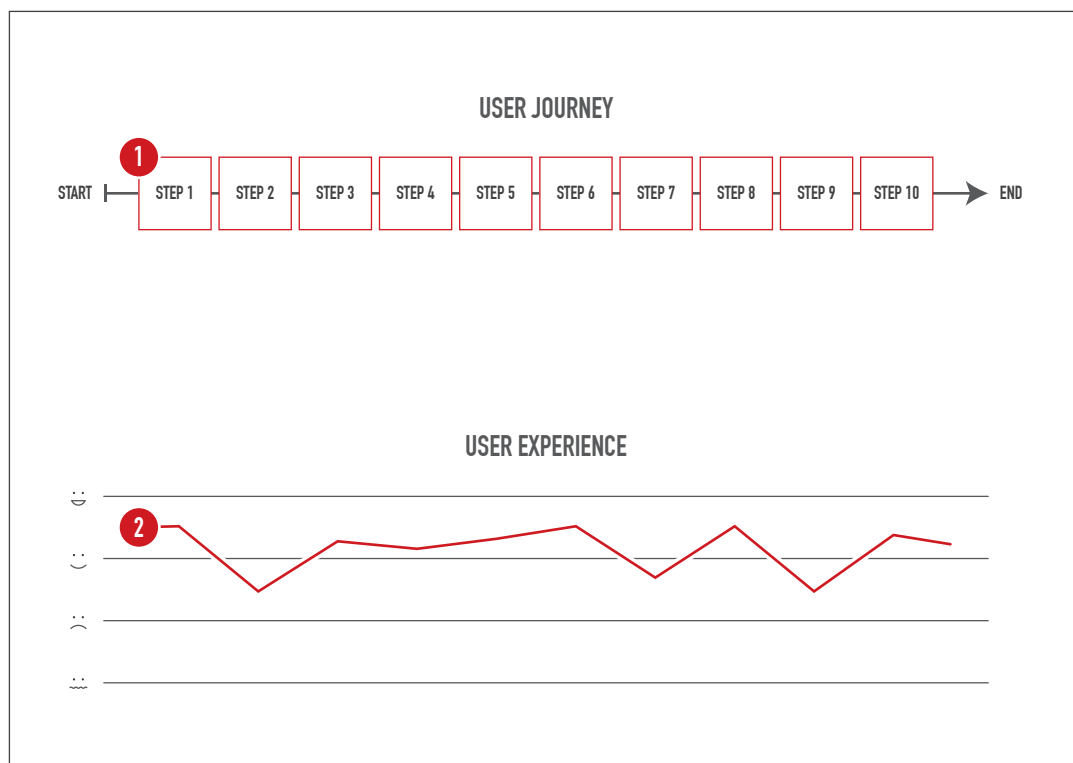 USER JOURNEY
1
START STEP 1 STEP 2 STEP 3 STEP 4 STEP 5 STEP 6 STEP 7 STEP 8 STEP 9 STEP 10 END
USER EXPERIENCE
2